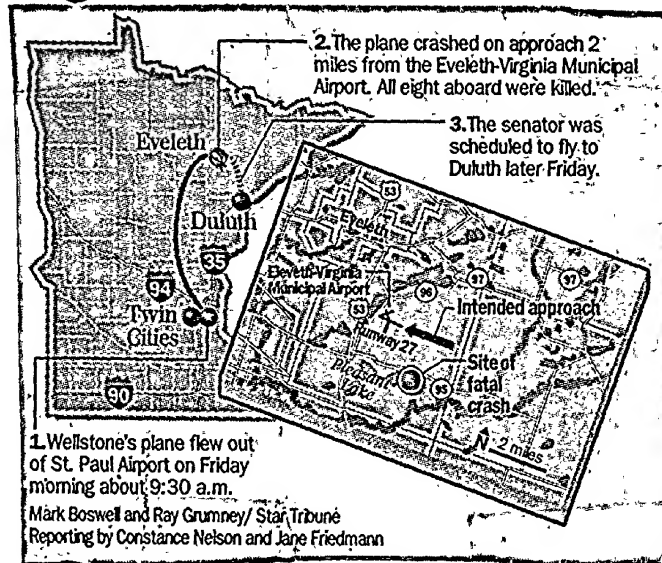 2. The plane crashed on approach 2
miles from the Eveleth-Virginia Municipal
Airport. All eight aboard were killed.
3. The senator was
scheduled to fly to
Duluth later Friday.
Eveleth
Duluth
35
94
Twin
Cities
90
53
Eveleth
Eleveth-Virginia
Municipal Airport
97
97
96
53
Intended approach
Runway 27
Pleasant
Lake
Site of
fatal
crash
95
N
2 miles
1. Wellstone's plane flew out
of St. Paul Airport on Friday
morning about 9:30 a.m.
Mark Boswell and Ray Grumney/ Star Tribune
Reporting by Constance Nelson and Jane Friedmann